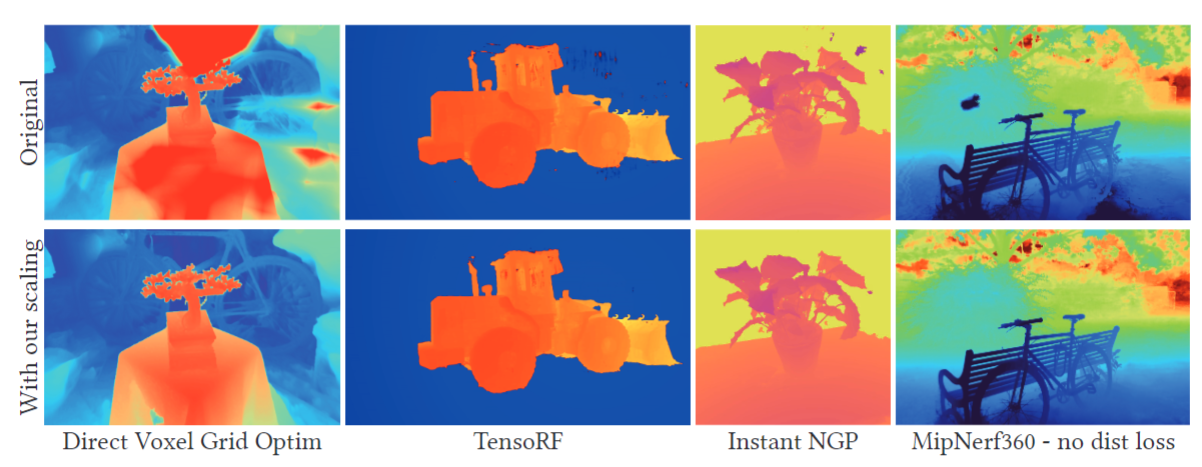 Original
With our scaling
Direct Voxel Grid Optim
TensoRF
Instant NGP
MipNerf360 - no dist loss